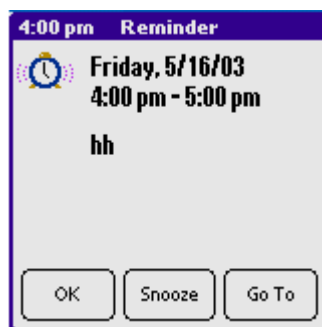 4:00 pm Reminder
Friday, 5/16/03
4:00 pm - 5:00 pm
hh
OK Snooze Go To